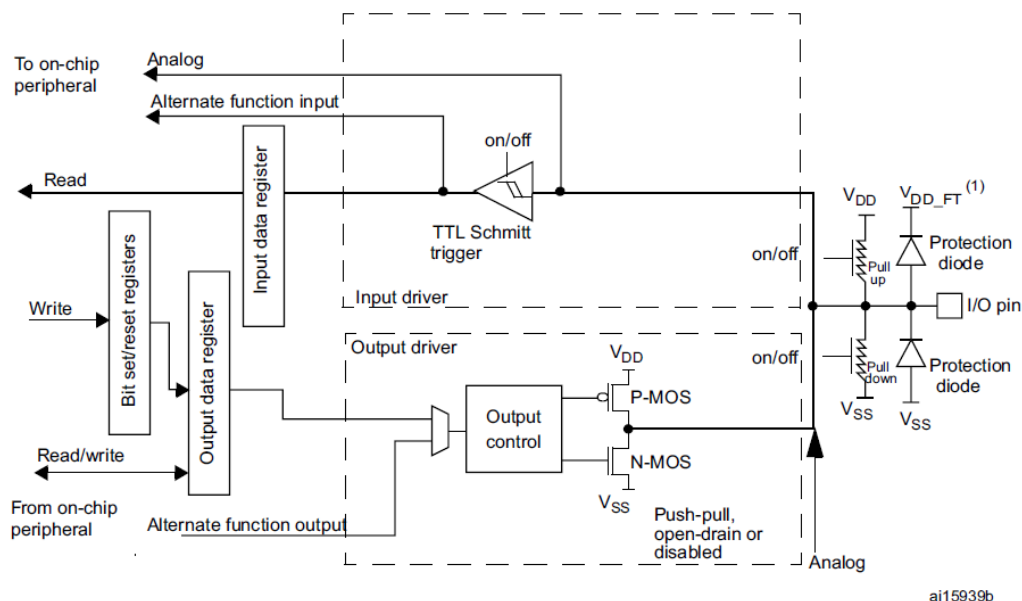 To on-chip
peripheral
Analog
Alternate function input
on/off
Read
Input data register
TTL Schmitt
trigger
Input driver
on/off
VDD
Pull
up
VDD_FT (1)
Protection
diode
I/O pin
Write
Bit set/reset registers
Output data register
Read/write
From on-chip
peripheral
Alternate function output
Output driver
Output
control
VDD
P-MOS
N-MOS
VSS
Push-pull,
open-drain or
disabled
on/off
Pull
down
VSS
Protection
diode
VSS
Analog
ai15939b